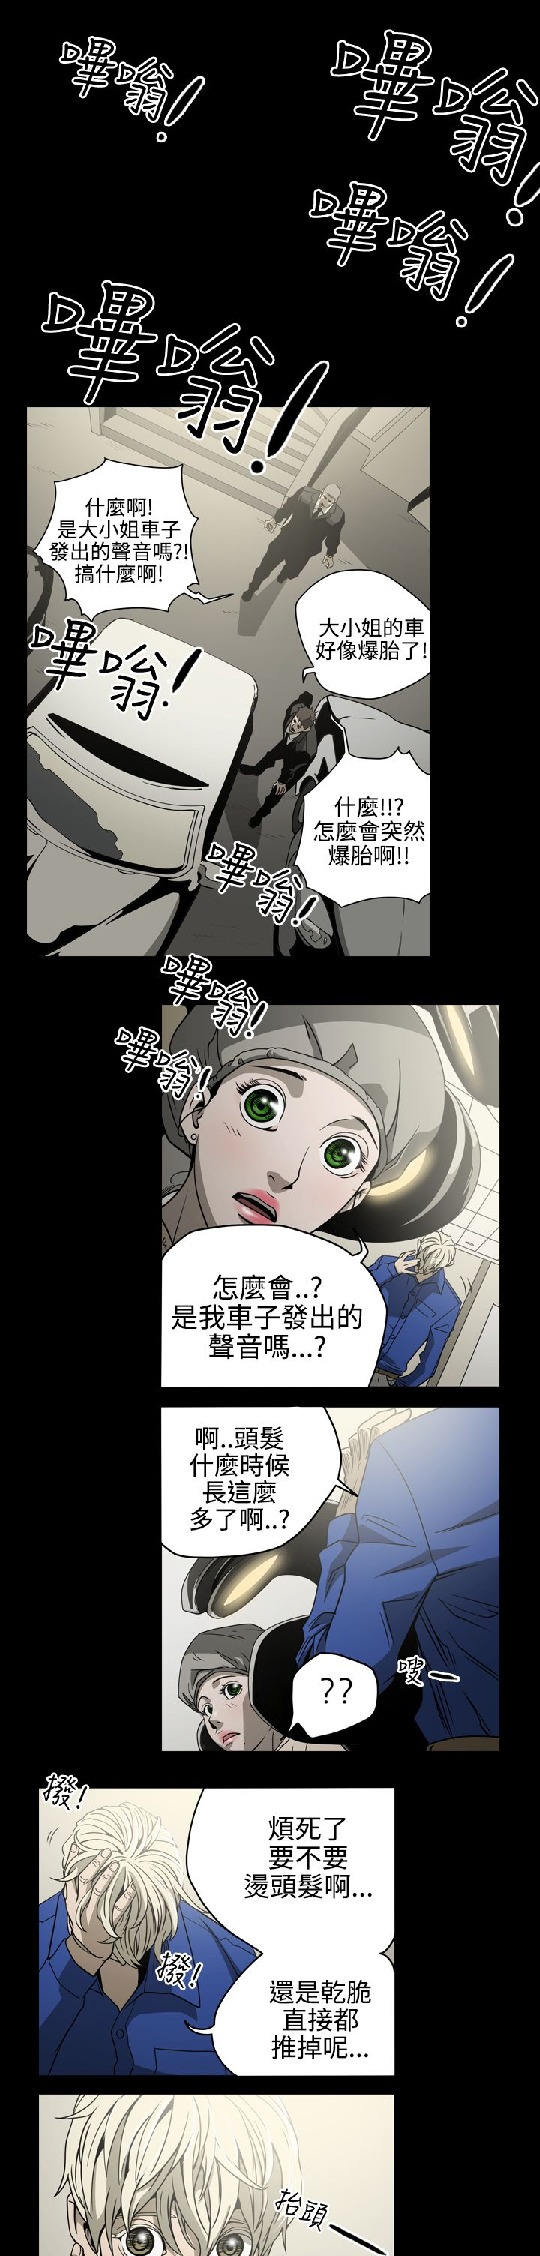 嗶嗡!
嗶嗡!
嗶嗡!
嗶嗡!
什麼啊!
是大小姐車子
發出的聲音嗎?!
搞什麼啊!
大小姐的車
好像爆胎了!
嗶嗡!
什麼!!?
怎麼會突然
爆胎啊!!
嗶嗡!
嗶嗡!
嗶嗡!
怎麼會..?
是我車子發出的
聲音嗎...?
啊..頭髮
什麼時候
長這麼
多了啊..?
??
嗖—
撥!
煩死了
要不要
燙頭髮啊...
撥!
還是乾脆
直接都
推掉呢...
抬頭—